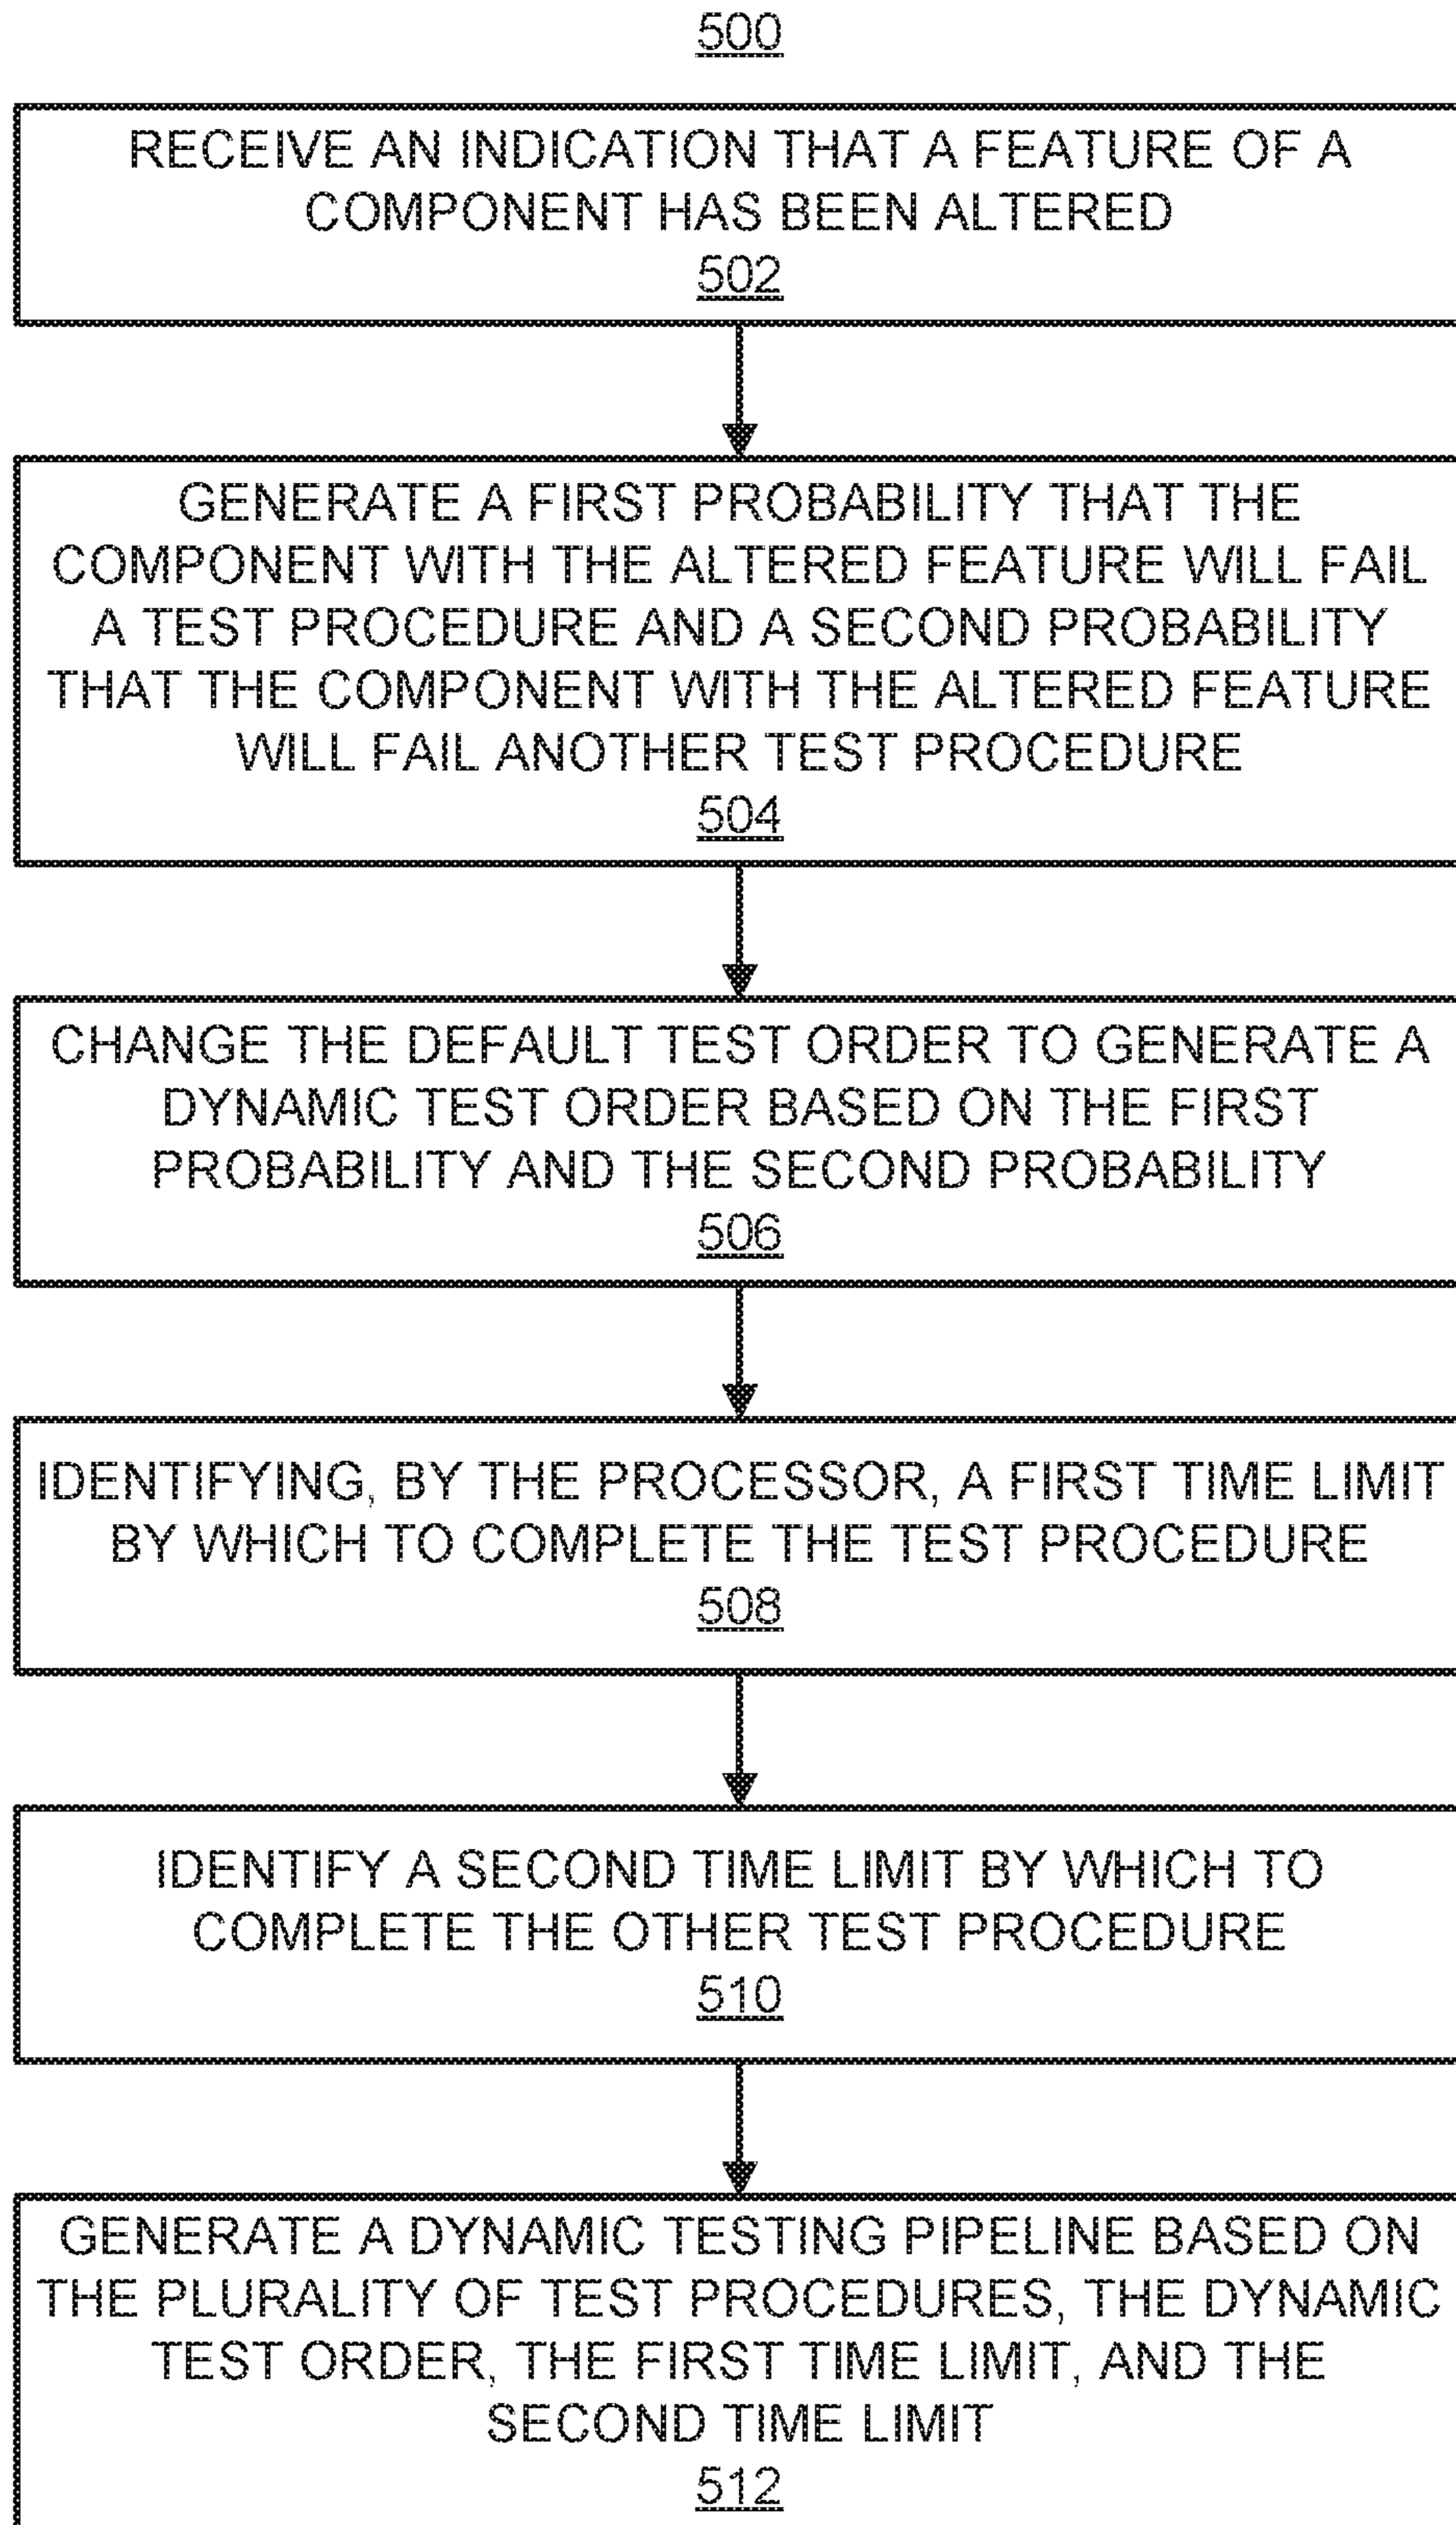 500
RECEIVE AN INDICATION THAT A FEATURE OF A
COMPONENT HAS BEEN ALTERED
502
GENERATE A FIRST PROBABILITY THAT THE
COMPONENT WITH THE ALTERED FEATURE WILL FAIL
A TEST PROCEDURE AND A SECOND PROBABILITY
THAT THE COMPONENT WITH THE ALTERED FEATURE
WILL FAIL ANOTHER TEST PROCEDURE
504
CHANGE THE DEFAULT TEST ORDER TO GENERATE A
DYNAMIC TEST ORDER BASED ON THE FIRST
PROBABILITY AND THE SECOND PROBABILITY
506
IDENTIFYING, BY THE PROCESSOR, A FIRST TIME LIMIT
BY WHICH TO COMPLETE THE TEST PROCEDURE
508
IDENTIFY A SECOND TIME LIMIT BY WHICH TO
COMPLETE THE OTHER TEST PROCEDURE
510
GENERATE A DYNAMIC TESTING PIPELINE BASED ON
THE PLURALITY OF TEST PROCEDURES, THE DYNAMIC
TEST ORDER, THE FIRST TIME LIMIT, AND THE
SECOND TIME LIMIT
512